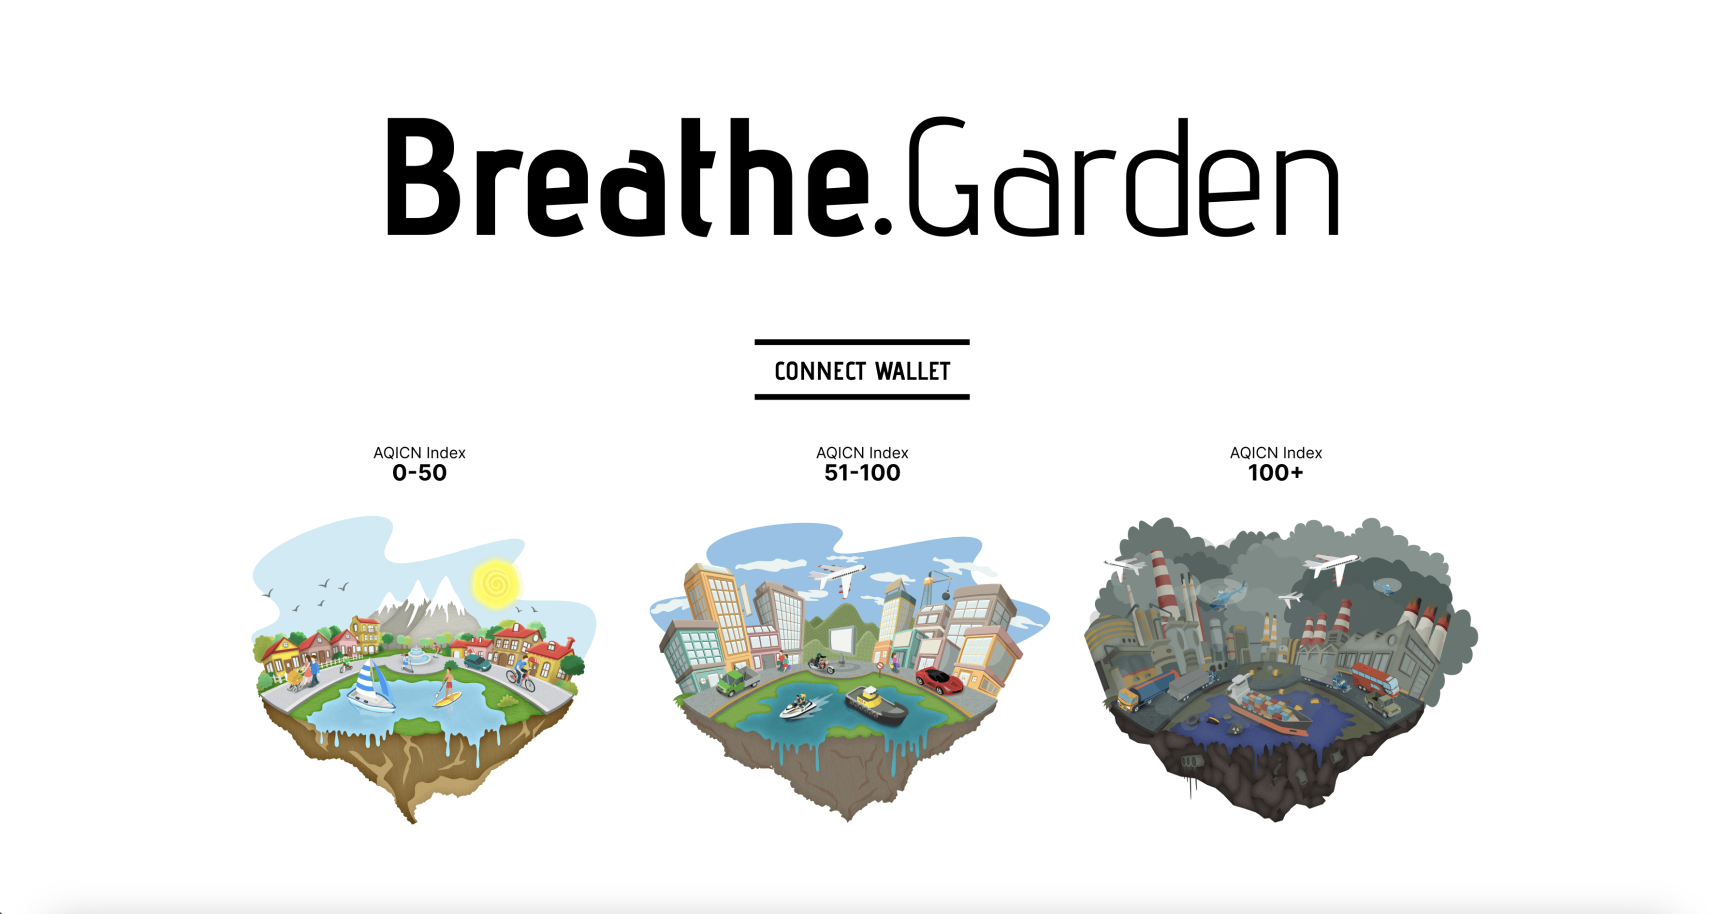 Breathe.Garden
CONNECT WALLET
AQICN Index
0-50
AQICN Index
51-100
AQICN Index
100+